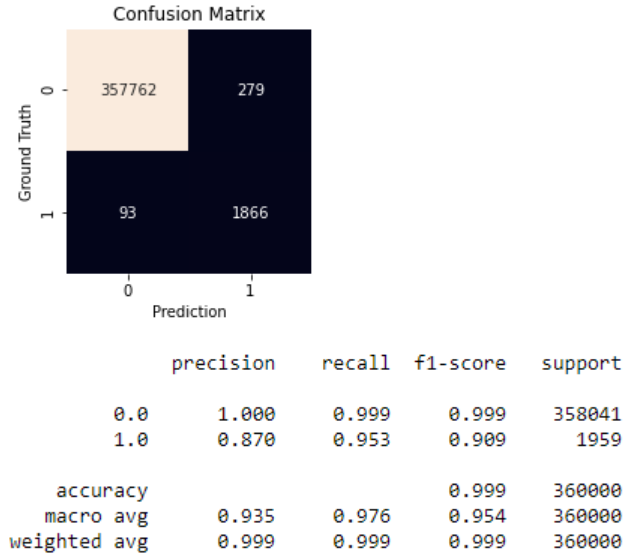 Confusion Matrix
Ground Truth
0
357762 279
1
93 1866
0 1
Prediction
precision recall f1-score support
0.0 1.000 0.999 0.999 358041
1.0 0.870 0.953 0.909 1959
accuracy 0.999 360000
macro avg 0.935 0.976 0.954 360000
weighted avg 0.999 0.999 0.999 360000